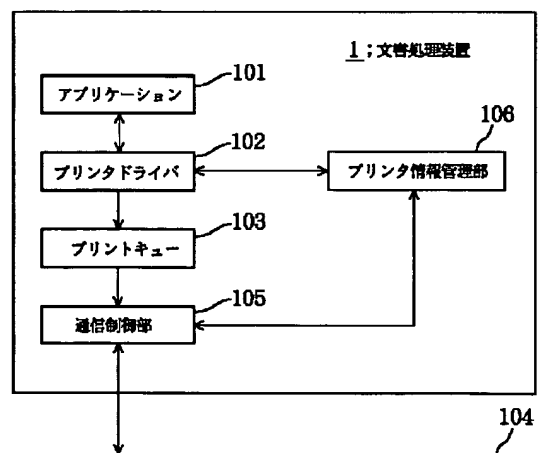 1；文書処理装置
101
アプリケーション
102
106
プリンタドライバ
プリンタ情報管理部
103
プリントキュー
105
通信制御部
104